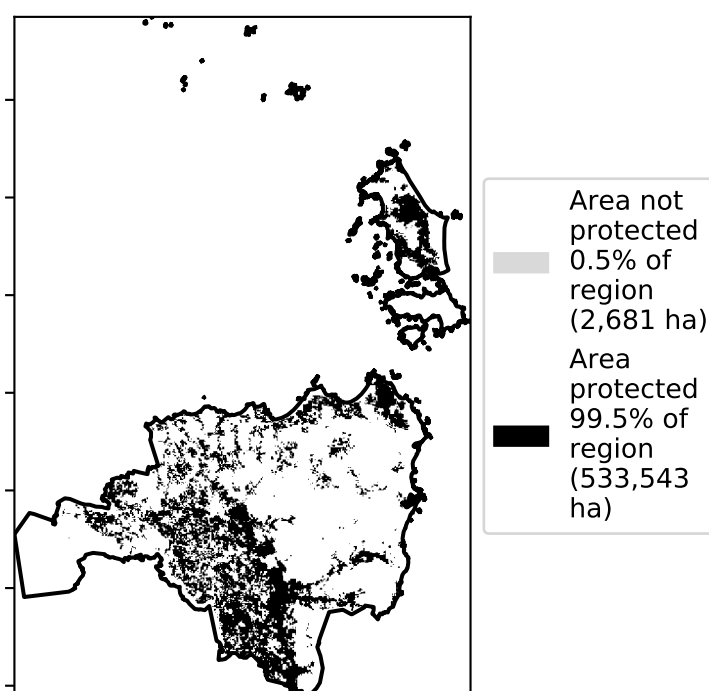 Area not
protected
0.5% of
region
(2,681 ha)
Area
protected
99.5% of
region
(533,543
ha)